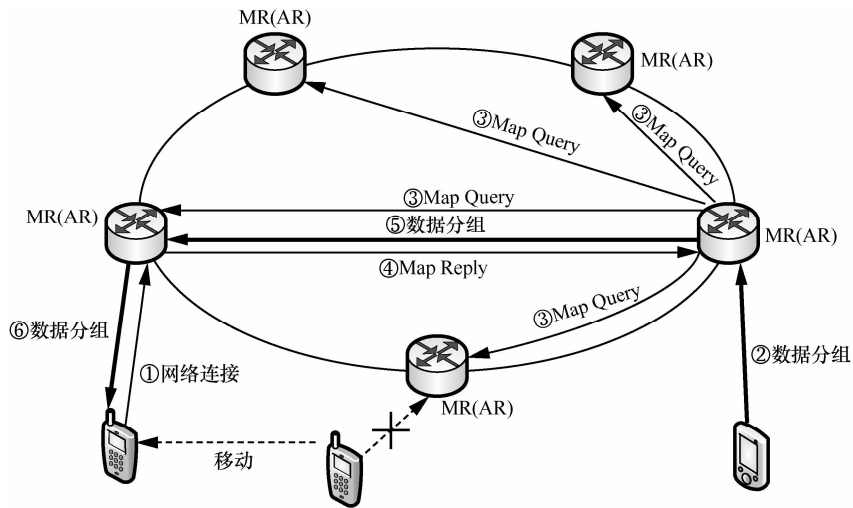 MR(AR)
MR(AR)
③Map Query
③Map Query
③Map Query
MR(AR)
⑤数据分组
MR(AR)
④Map Reply
③Map Query
⑥数据分组
①网络连接
②数据分组
MR(AR)
移动